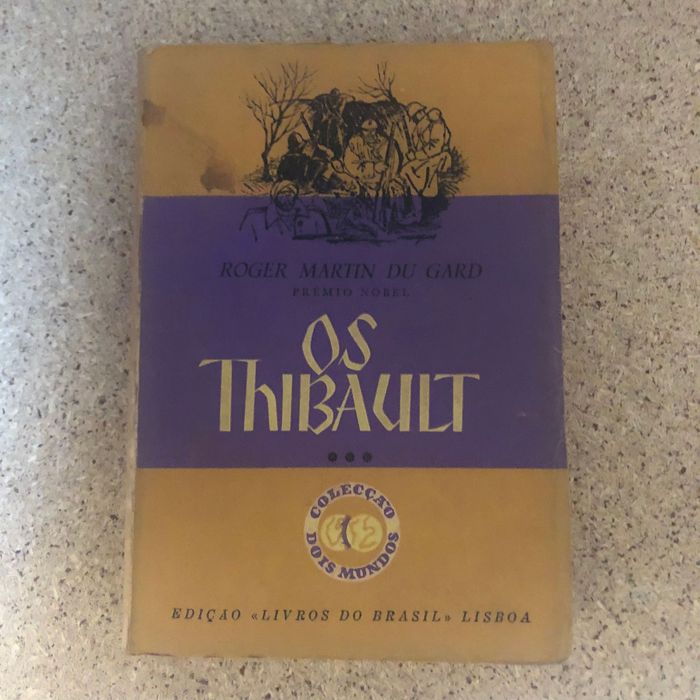 ROGER MARTIN DU GARD
PRÉMIO NOBEL
OS
THIBAULT
COLECÇÃO
DOIS MUNDOS
EDIÇÃO «LIVROS DO BRASIL» LISBOA